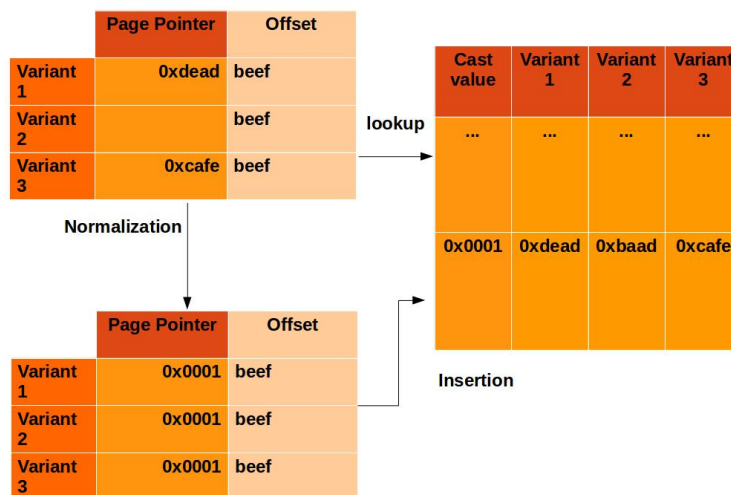 Page Pointer Offset
Variant 1 0xdead beef
Variant 2 beef
Variant 3 0xcafe beef
lookup
Cast value Variant 1 Variant 2 Variant 3
... ... ... ...
0x0001 0xdead 0xbaad 0xcafe
Normalization
Page Pointer Offset
Variant 1 0x0001 beef
Variant 2 0x0001 beef
Variant 3 0x0001 beef
Insertion